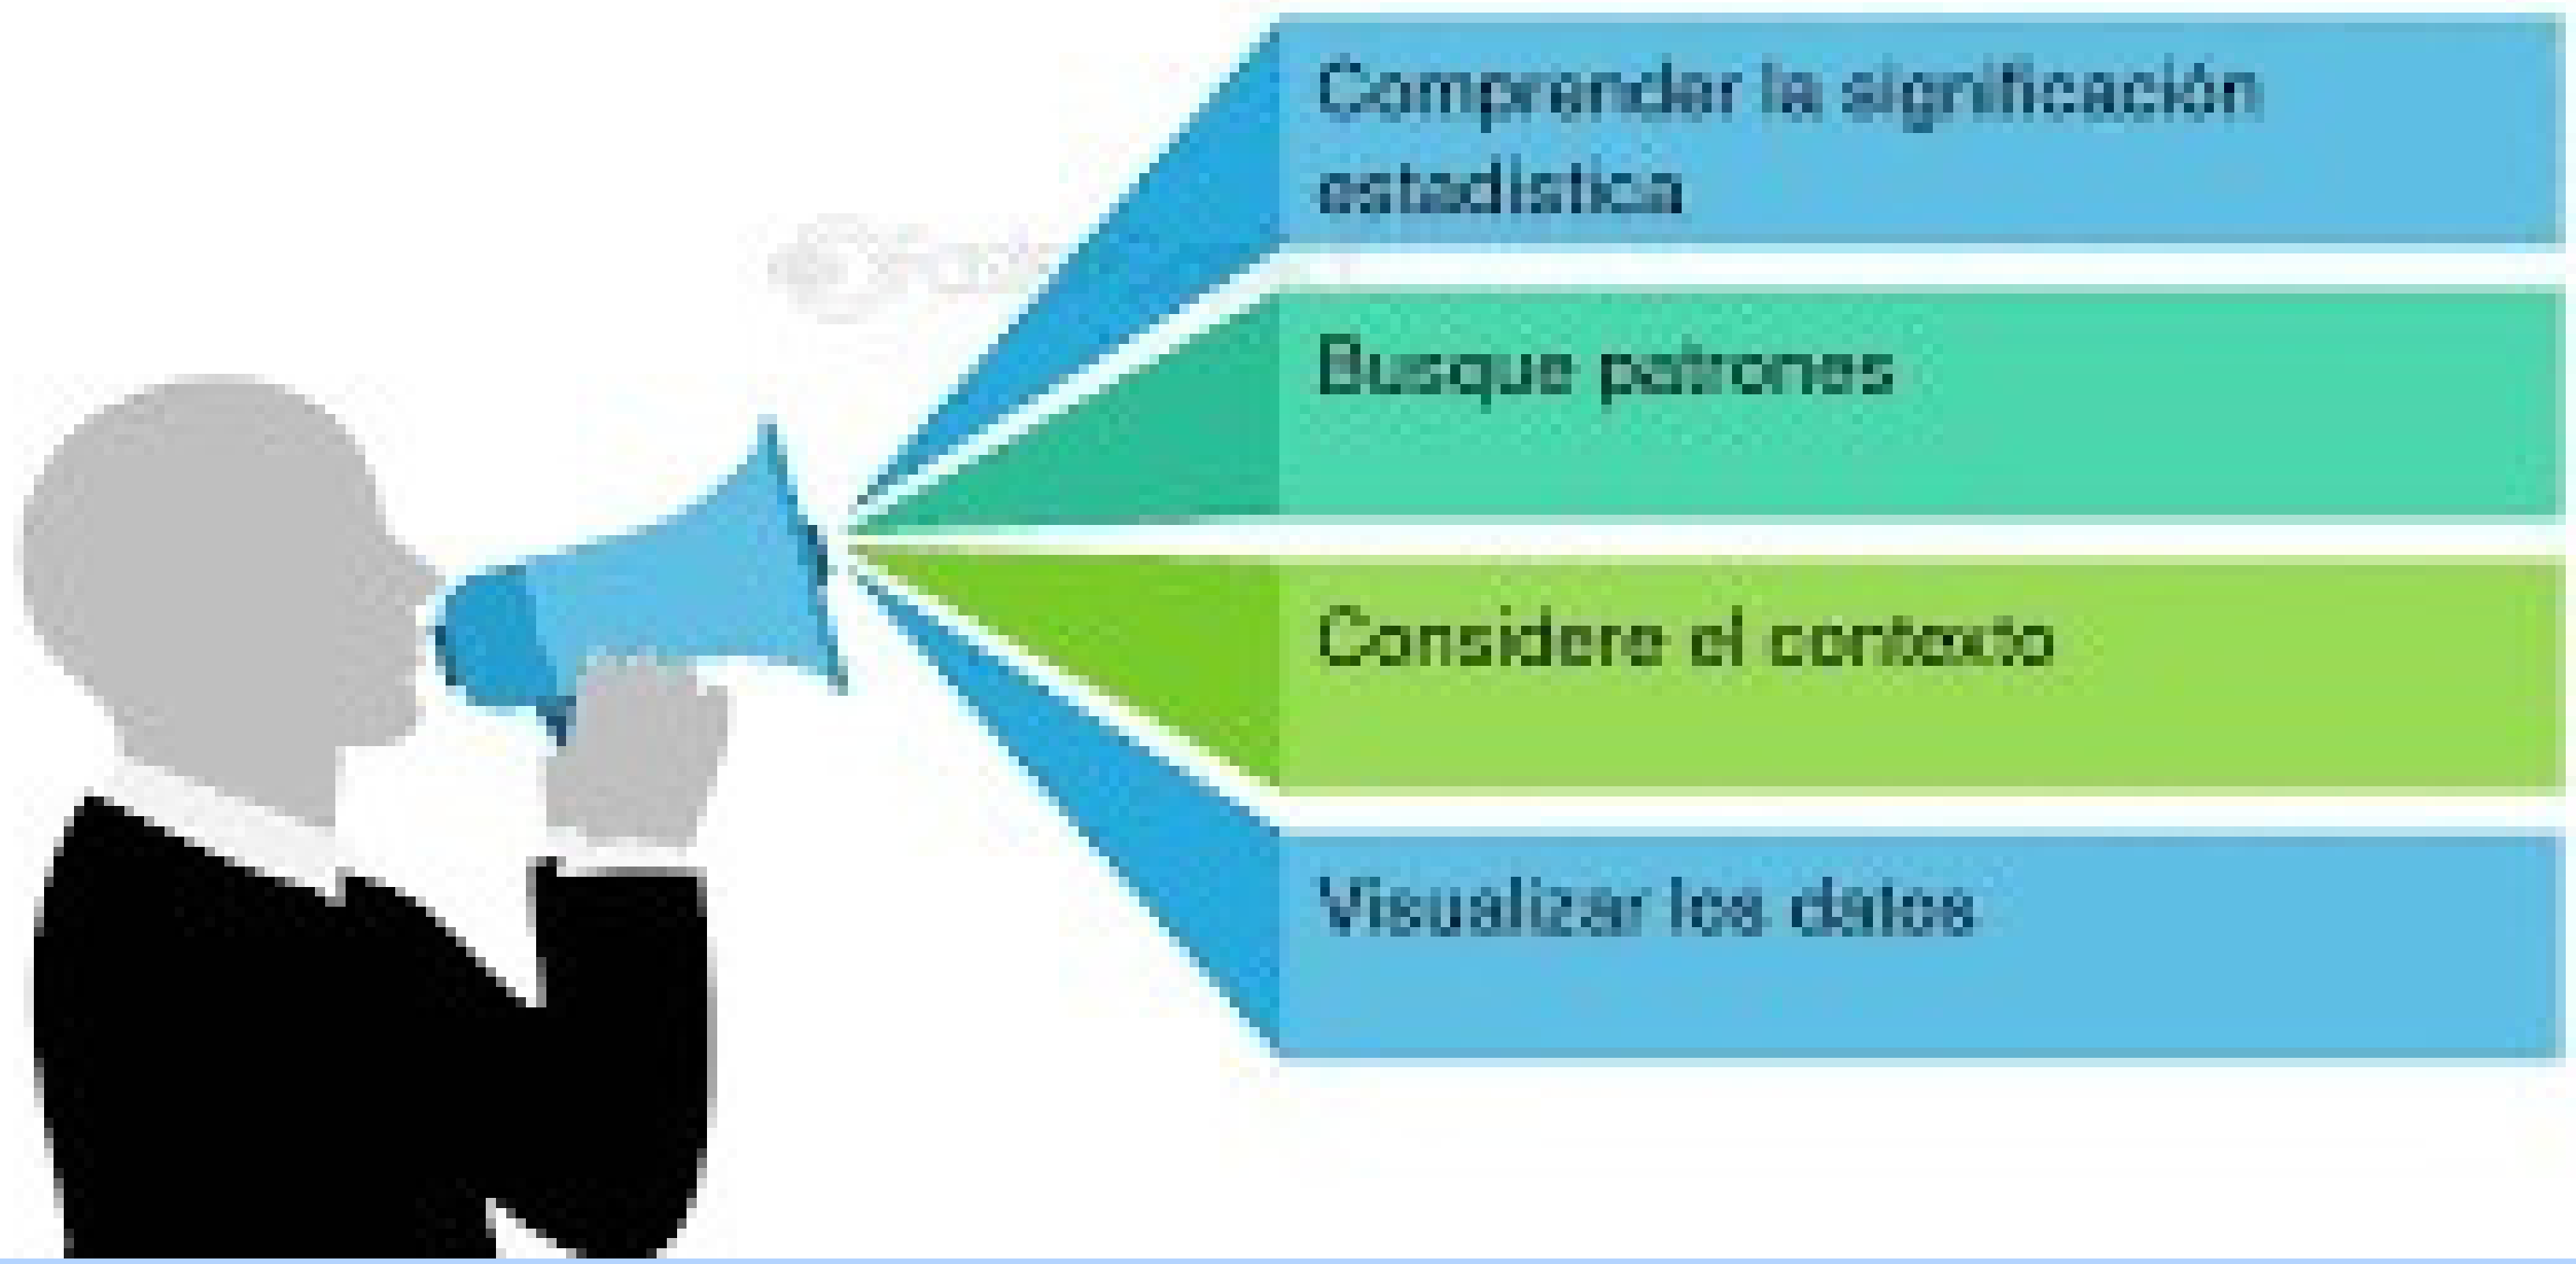 Comprender la significación
estadística
Busque patrones
Considere el contexto
Visualizar los datos